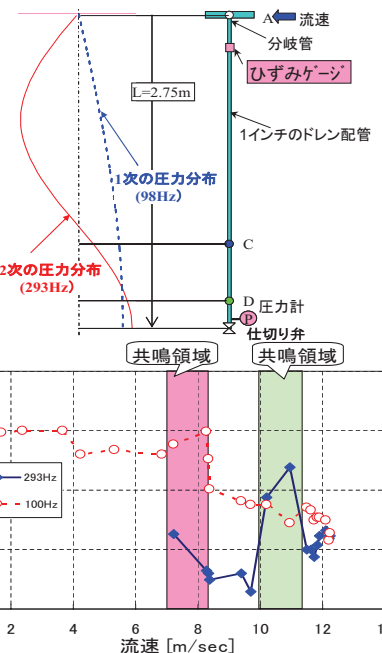 A
流速
分岐管
ひずみゲージ
L=2.75m
1インチのドレン配管
1次の圧力分布
(98Hz)
2次の圧力分布
(293Hz)
C
D
圧力計
P
仕切り弁
共鳴領域
共鳴領域
293Hz
100Hz
2 4 6 8 10 12 1
流速 [m/sec]